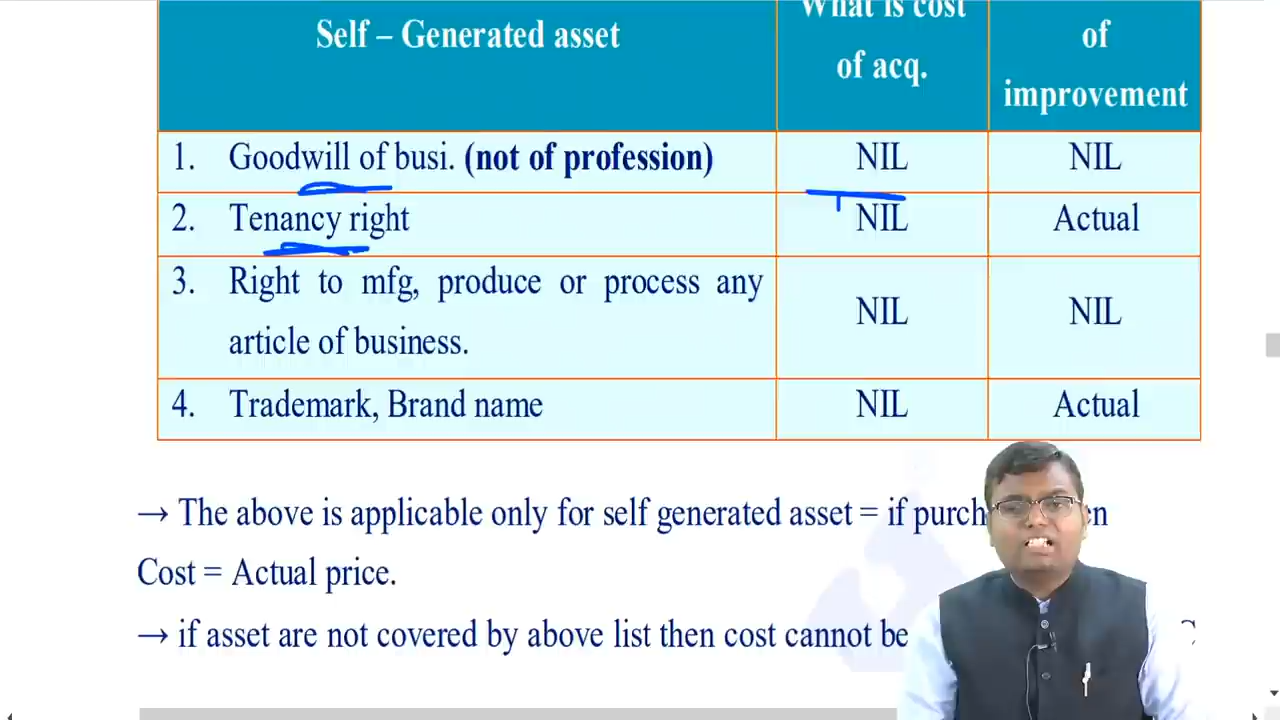 Self – Generated asset
What is cost
of acq.
of
improvement
1. Goodwill of busi. (not of profession)
NIL
NIL
2. Tenancy right
NIL
Actual
3. Right to mfg, produce or process any
article of business.
NIL
NIL
4. Trademark, Brand name
NIL
Actual
→ The above is applicable only for self generated asset = if
Cost = Actual price.
→ if asset are not covered by above list then cost cannot be